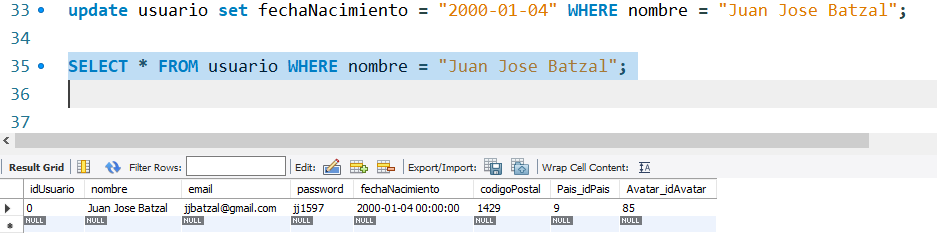 33 update usuario set fechaNacimiento = "2000-01-04" WHERE nombre = "Juan Jose Batzal";
34
35 SELECT * FROM usuario WHERE nombre = "Juan Jose Batzal";
36
37
Result Grid Filter Rows: Edit: Export/Import: Wrap Cell Content: IA
idUsuario nombre email password fechaNacimiento codigoPostal Pais_idPais Avatar_idAvatar
0 Juan Jose Batzal jjbatzal@gmail.com jj1597 2000-01-04 00:00:00 1429 9 85
NULL NULL NULL NULL NULL NULL NULL NULL